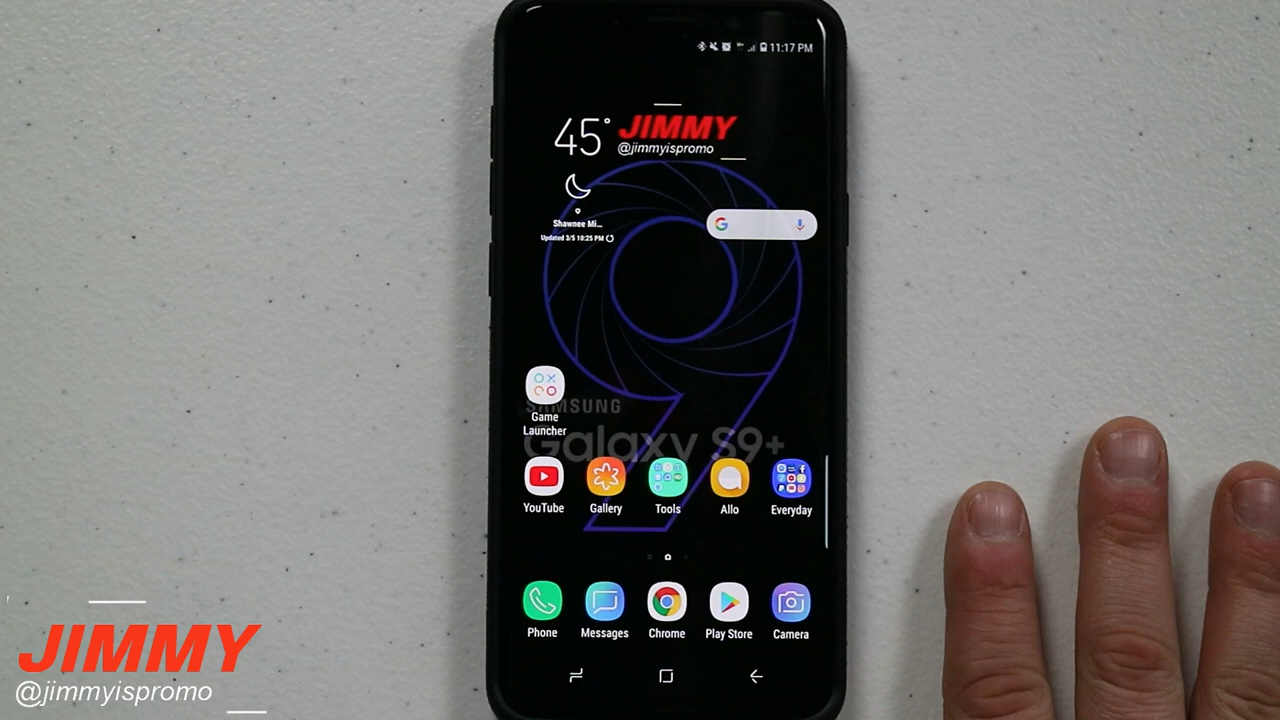 11:17 PM
45°
JIMMY
@jimmyispromo
Shawnee Mi...
Updated 3/5 10:25 PM
Game
Launcher
SAMSUNG
Galaxy S9+
YouTube Gallery Tools Allo Everyday
Phone Messages Chrome Play Store Camera
JIMMY
@jimmyispromo